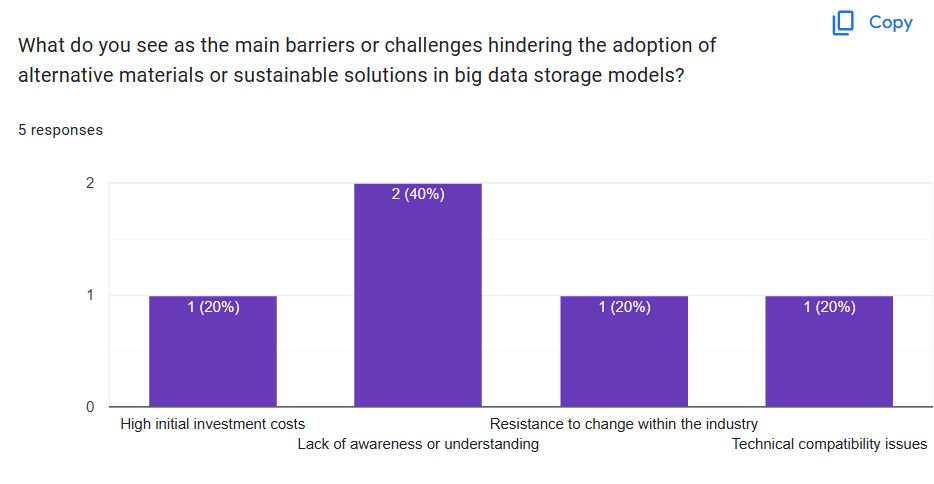 Copy
What do you see as the main barriers or challenges hindering the adoption of
alternative materials or sustainable solutions in big data storage models?
5 responses
2
1
0
2 (40%)
1 (20%)
1 (20%)
1 (20%)
High initial investment costs
Lack of awareness or understanding
Resistance to change within the industry
Technical compatibility issues